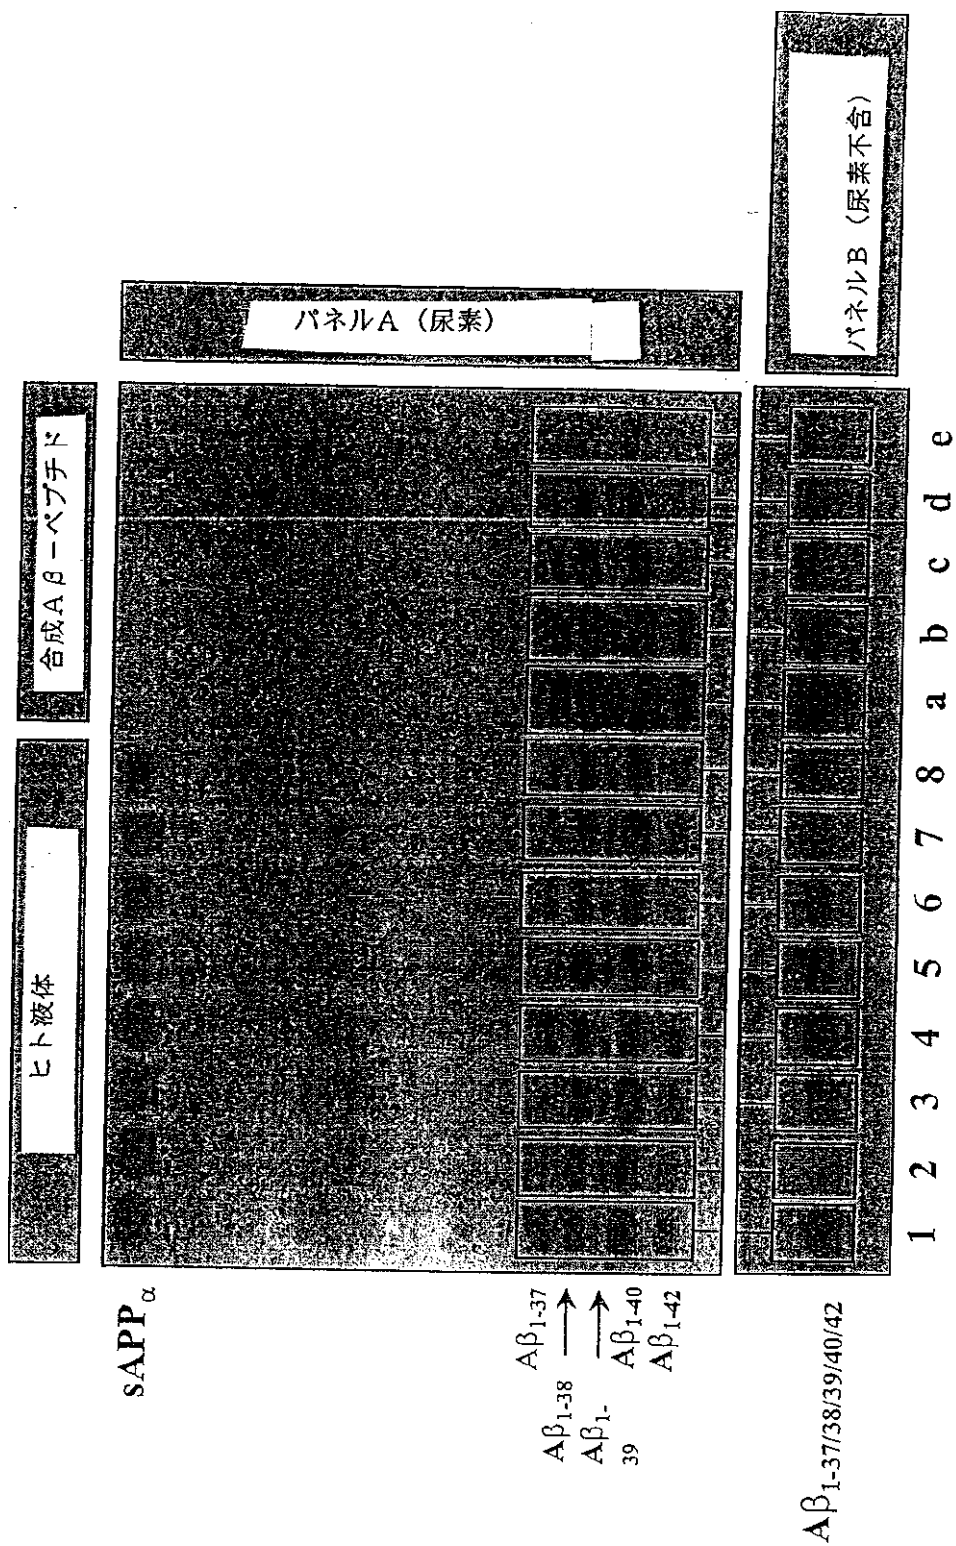 ヒト液体
合成Aβ-ペプチド
sAPPα
パネルA（尿素）
Aβ1-37
Aβ1-38
Aβ1-
39
Aβ1-40
Aβ1-42
パネルB（尿素不含）
Aβ1-37/38/39/40/42
1 2 3 4 5 6 7 8 a b c d e